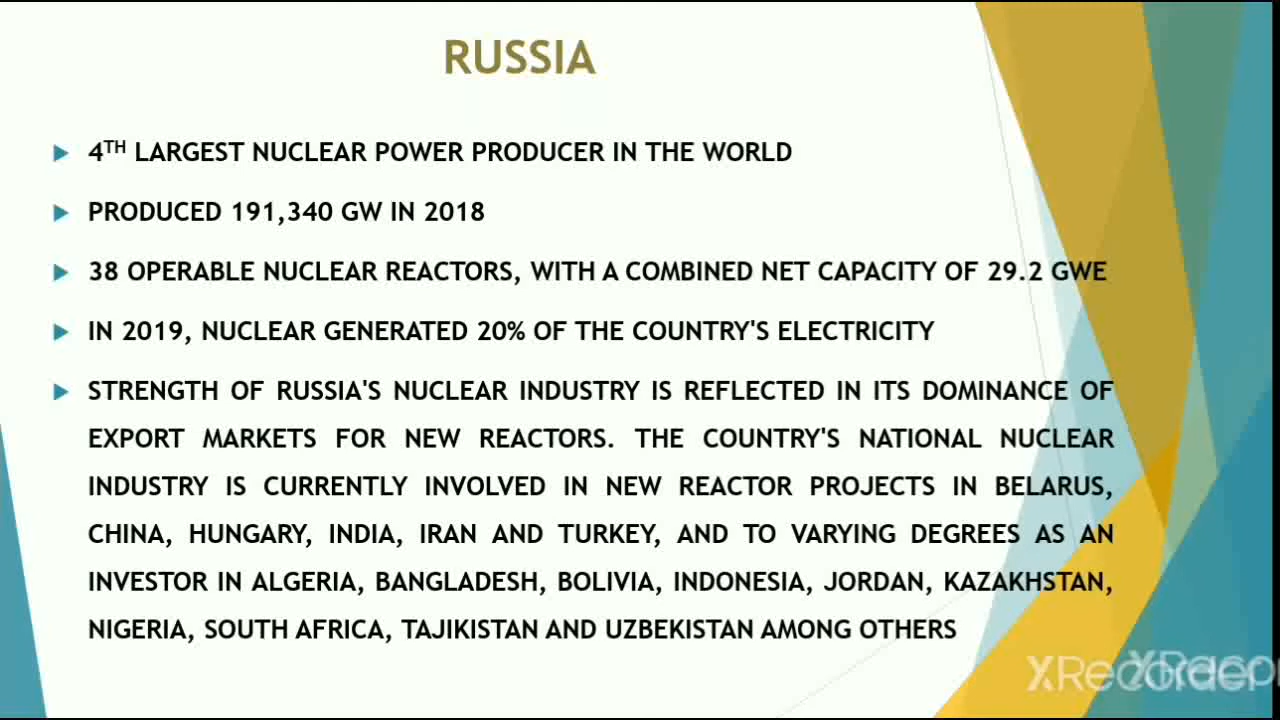 RUSSIA
4TH LARGEST NUCLEAR POWER PRODUCER IN THE WORLD
PRODUCED 191,340 GW IN 2018
38 OPERABLE NUCLEAR REACTORS, WITH A COMBINED NET CAPACITY OF 29.2 GWE
IN 2019, NUCLEAR GENERATED 20% OF THE COUNTRY'S ELECTRICITY
STRENGTH OF RUSSIA'S NUCLEAR INDUSTRY IS REFLECTED IN ITS DOMINANCE OF
EXPORT MARKETS FOR NEW REACTORS. THE COUNTRY'S NATIONAL NUCLEAR
INDUSTRY IS CURRENTLY INVOLVED IN NEW REACTOR PROJECTS IN BELARUS,
CHINA, HUNGARY, INDIA, IRAN AND TURKEY, AND TO VARYING DEGREES AS AN
INVESTOR IN ALGERIA, BANGLADESH, BOLIVIA, INDONESIA, JORDAN, KAZAKHSTAN,
NIGERIA, SOUTH AFRICA, TAJIKISTAN AND UZBEKISTAN AMONG OTHERS
XRecorder